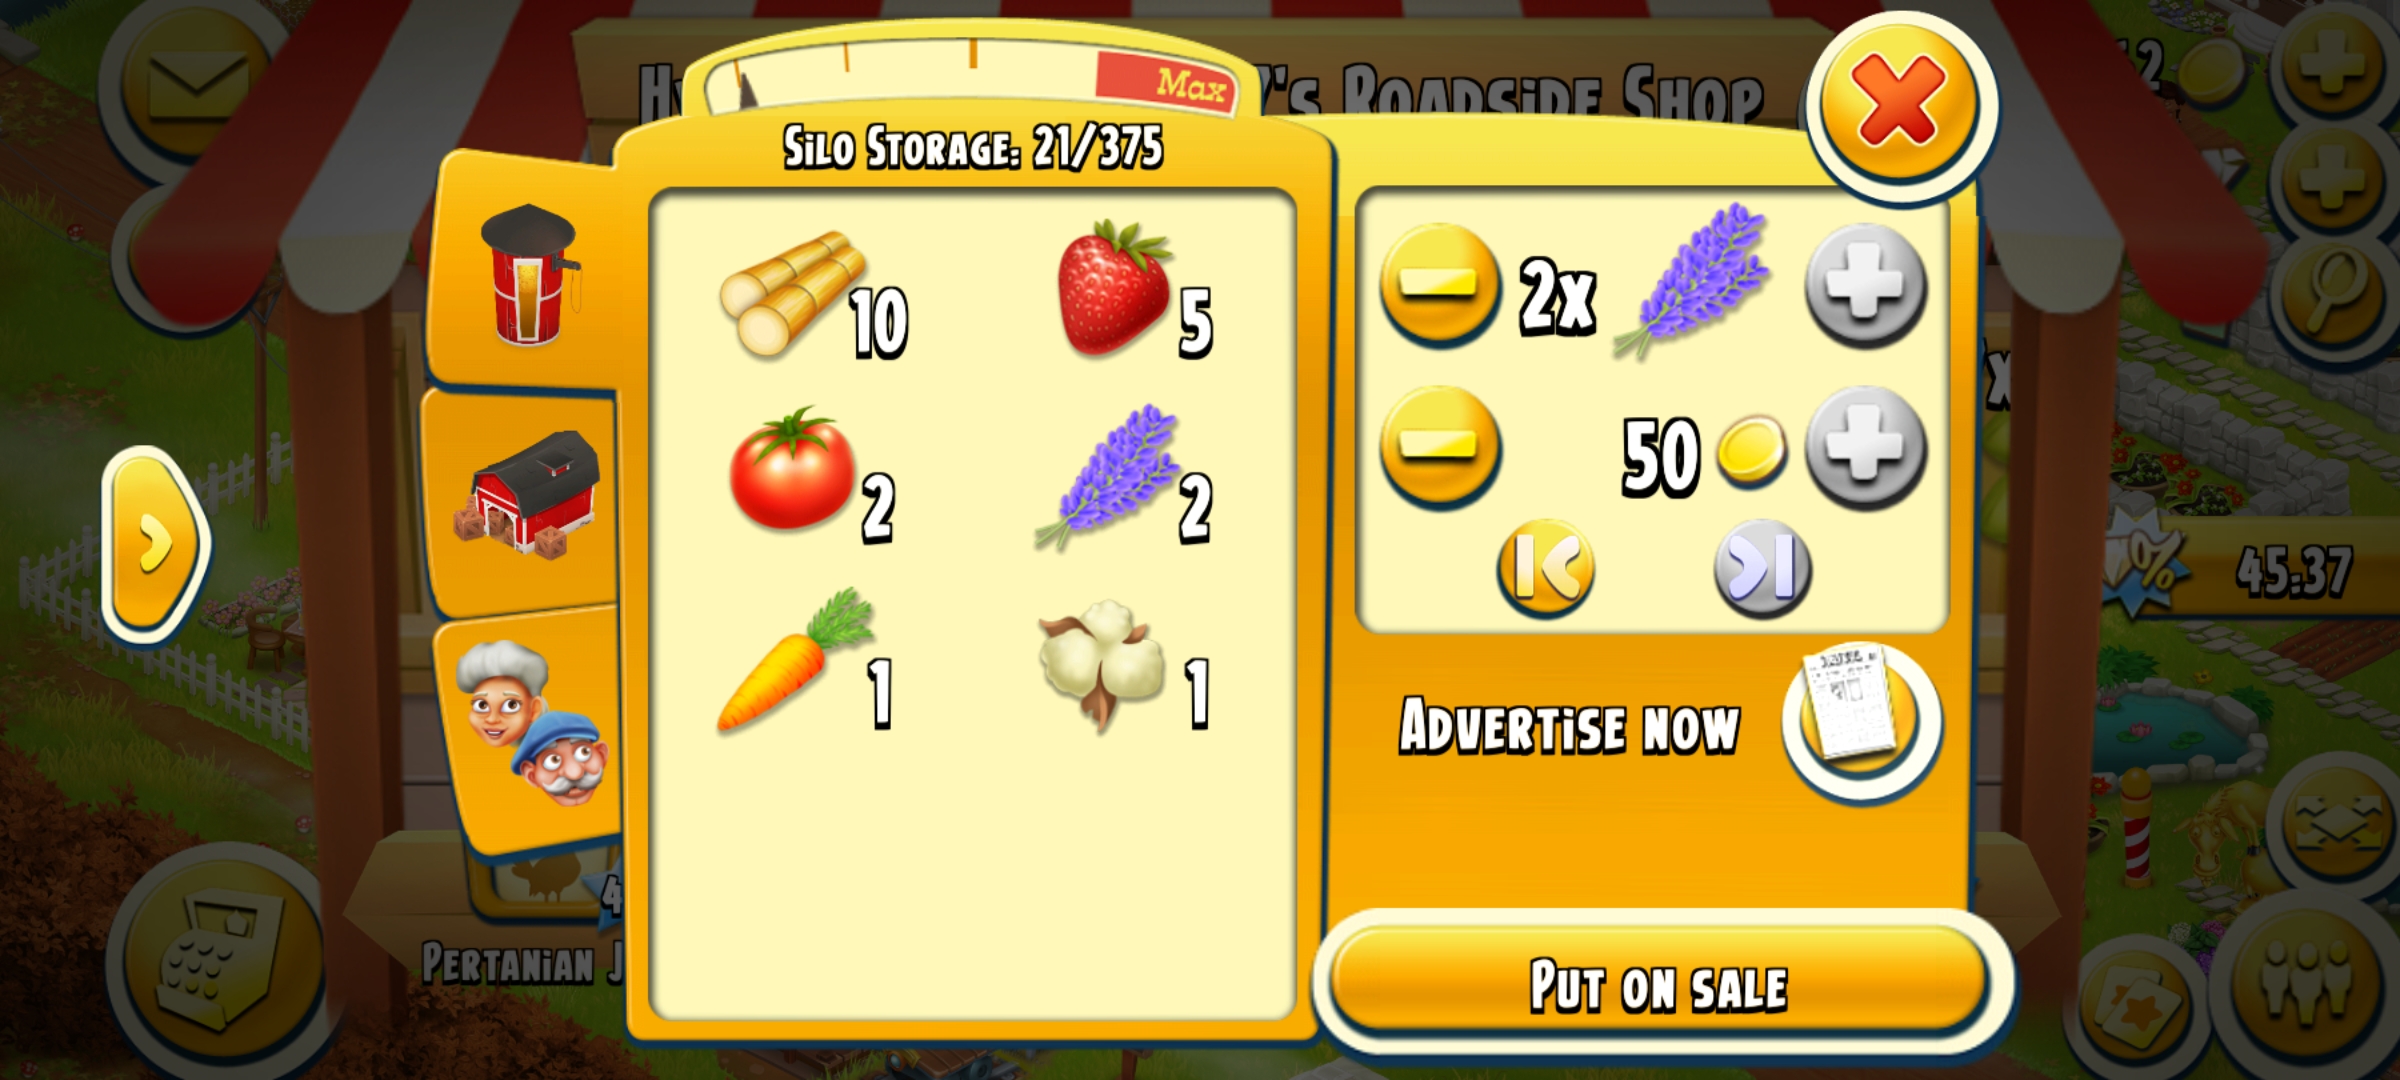 Max
'S ROADSIDE SHOP
SILO STORAGE: 21/375
10
5
2x
50
2
2
1
1
45:37
ADVERTISE NOW
PERTANIAN J
PUT ON SALE